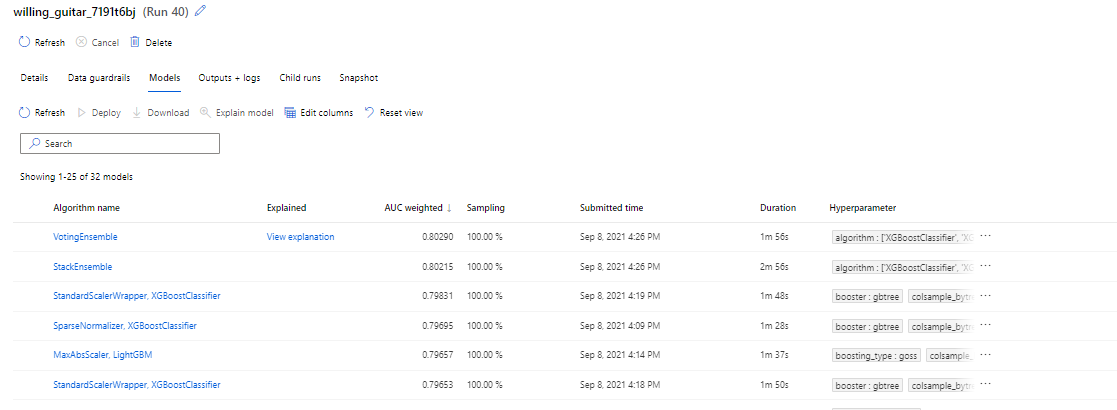 willing_guitar_7191t6bj (Run 40)
Refresh Cancel Delete
Details Data guardrails Models Outputs + logs Child runs Snapshot
Refresh Deploy Download Explain model Edit columns Reset view
Search
Showing 1-25 of 32 models
Algorithm name Explained AUC weighted ↓ Sampling Submitted time Duration Hyperparameter
VotingEnsemble View explanation 0.80290 100.00 % Sep 8, 2021 4:26 PM 1m 56s algorithm : ['XGBoostClassifier', 'XG ...
StackEnsemble 0.80215 100.00 % Sep 8, 2021 4:26 PM 2m 56s algorithm : ['XGBoostClassifier', 'XG ...
StandardScalerWrapper, XGBoostClassifier 0.79831 100.00 % Sep 8, 2021 4:19 PM 1m 48s booster : gbtree colsample_bytr ...
SparseNormalizer, XGBoostClassifier 0.79695 100.00 % Sep 8, 2021 4:09 PM 1m 28s booster : gbtree colsample_bytr ...
MaxAbsScaler, LightGBM 0.79657 100.00 % Sep 8, 2021 4:14 PM 1m 37s boosting_type : goss colsample_ ...
StandardScalerWrapper, XGBoostClassifier 0.79653 100.00 % Sep 8, 2021 4:18 PM 1m 50s booster : gbtree colsample_bytr ...